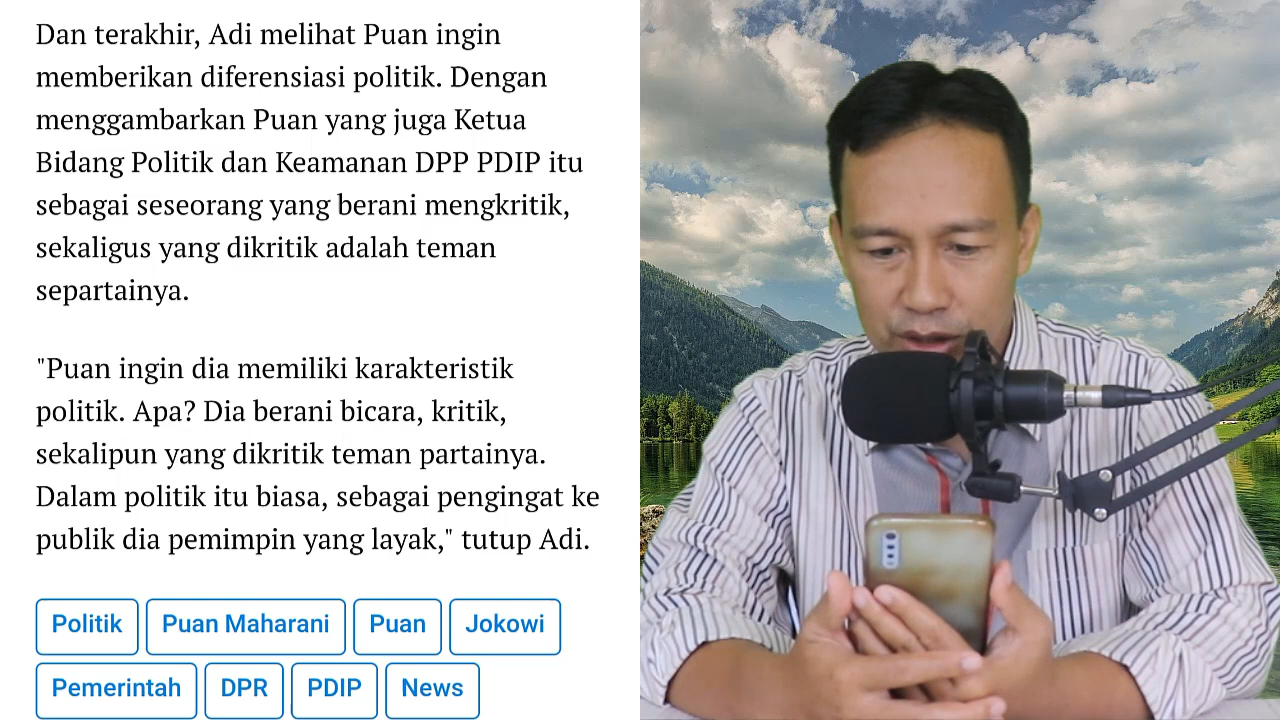 Dan terakhir, Adi melihat Puan ingin
memberikan diferensiasi politik. Dengan
menggambarkan Puan yang juga Ketua
Bidang Politik dan Keamanan DPP PDIP itu
sebagai seseorang yang berani mengkritik,
sekaligus yang dikritik adalah teman
separtainya.
"Puan ingin dia memiliki karakteristik
politik. Apa? Dia berani bicara, kritik,
sekalipun yang dikritik teman partainya.
Dalam politik itu biasa, sebagai pengingat ke
publik dia pemimpin yang layak," tutup Adi.
Politik Puan Maharani Puan Jokowi
Pemerintah DPR PDIP News